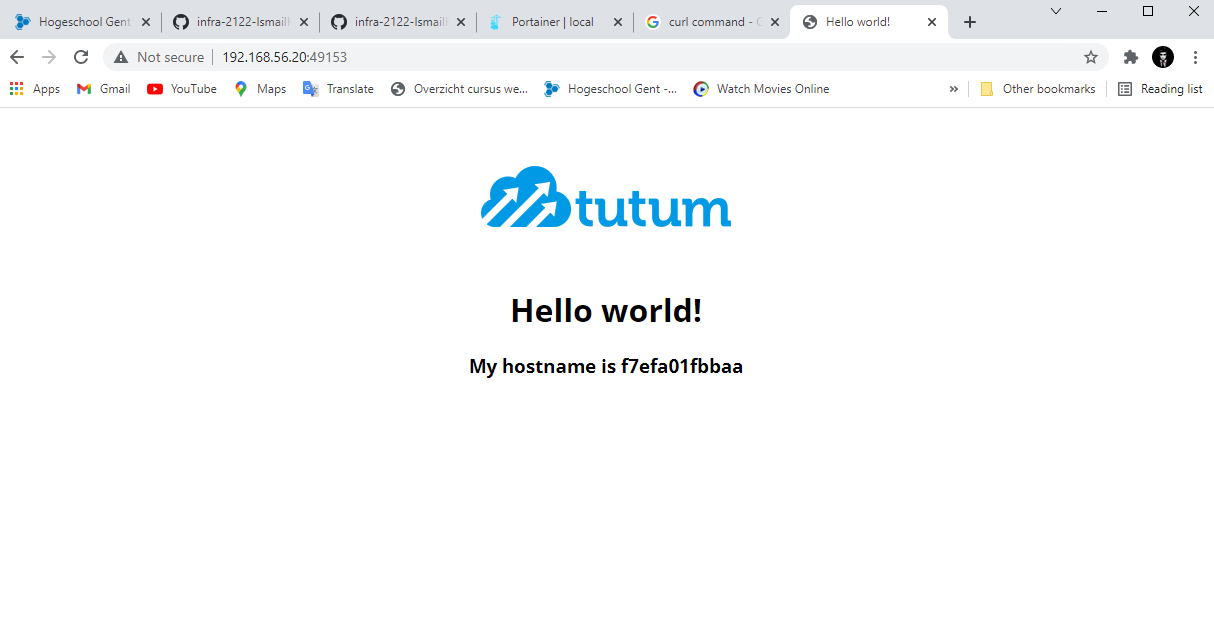 Hogeschool Gent
infra-2122-Ismail
infra-2122-Ismail
Portainer | local
curl command - G
Hello world!
Not secure
192.168.56.20:49153
Apps
Gmail
YouTube
Maps
Translate
Overzicht cursus we...
Hogeschool Gent -...
Watch Movies Online
»
Other bookmarks
Reading list
tutum
Hello world!
My hostname is f7efa01fbbaa